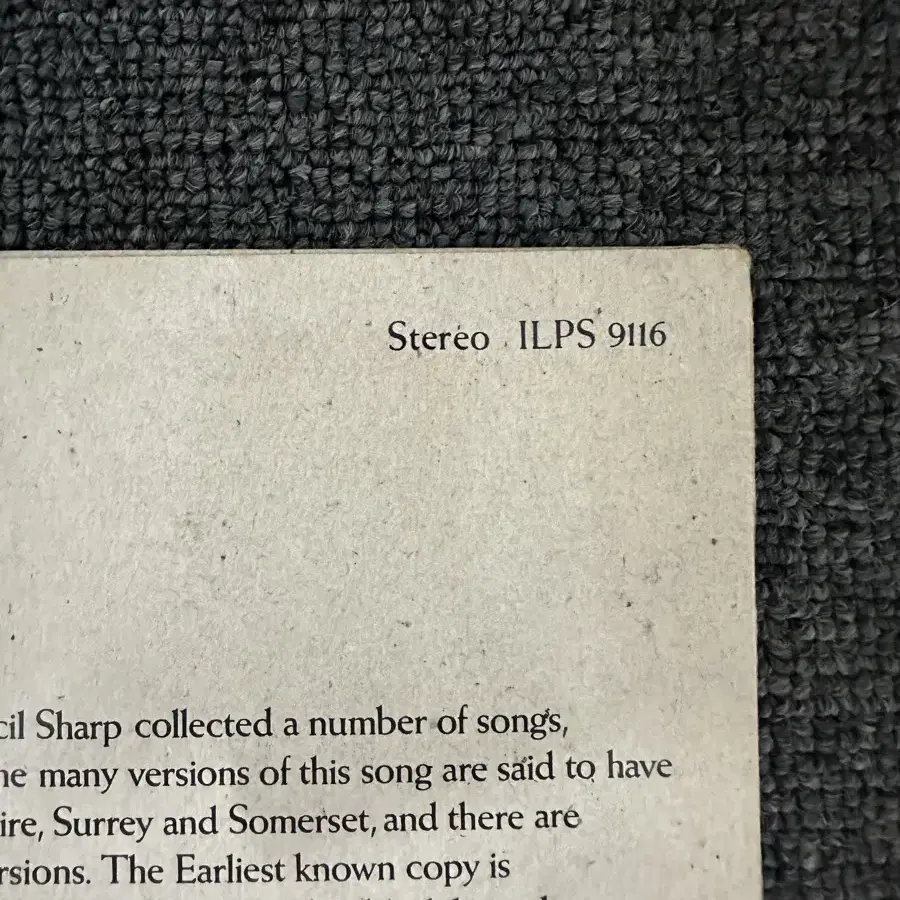 Stereo ILPS 9116
cil Sharp collected a number of songs,
he many versions of this song are said to have
ire, Surrey and Somerset, and there are
rsions. The Earliest known copy is